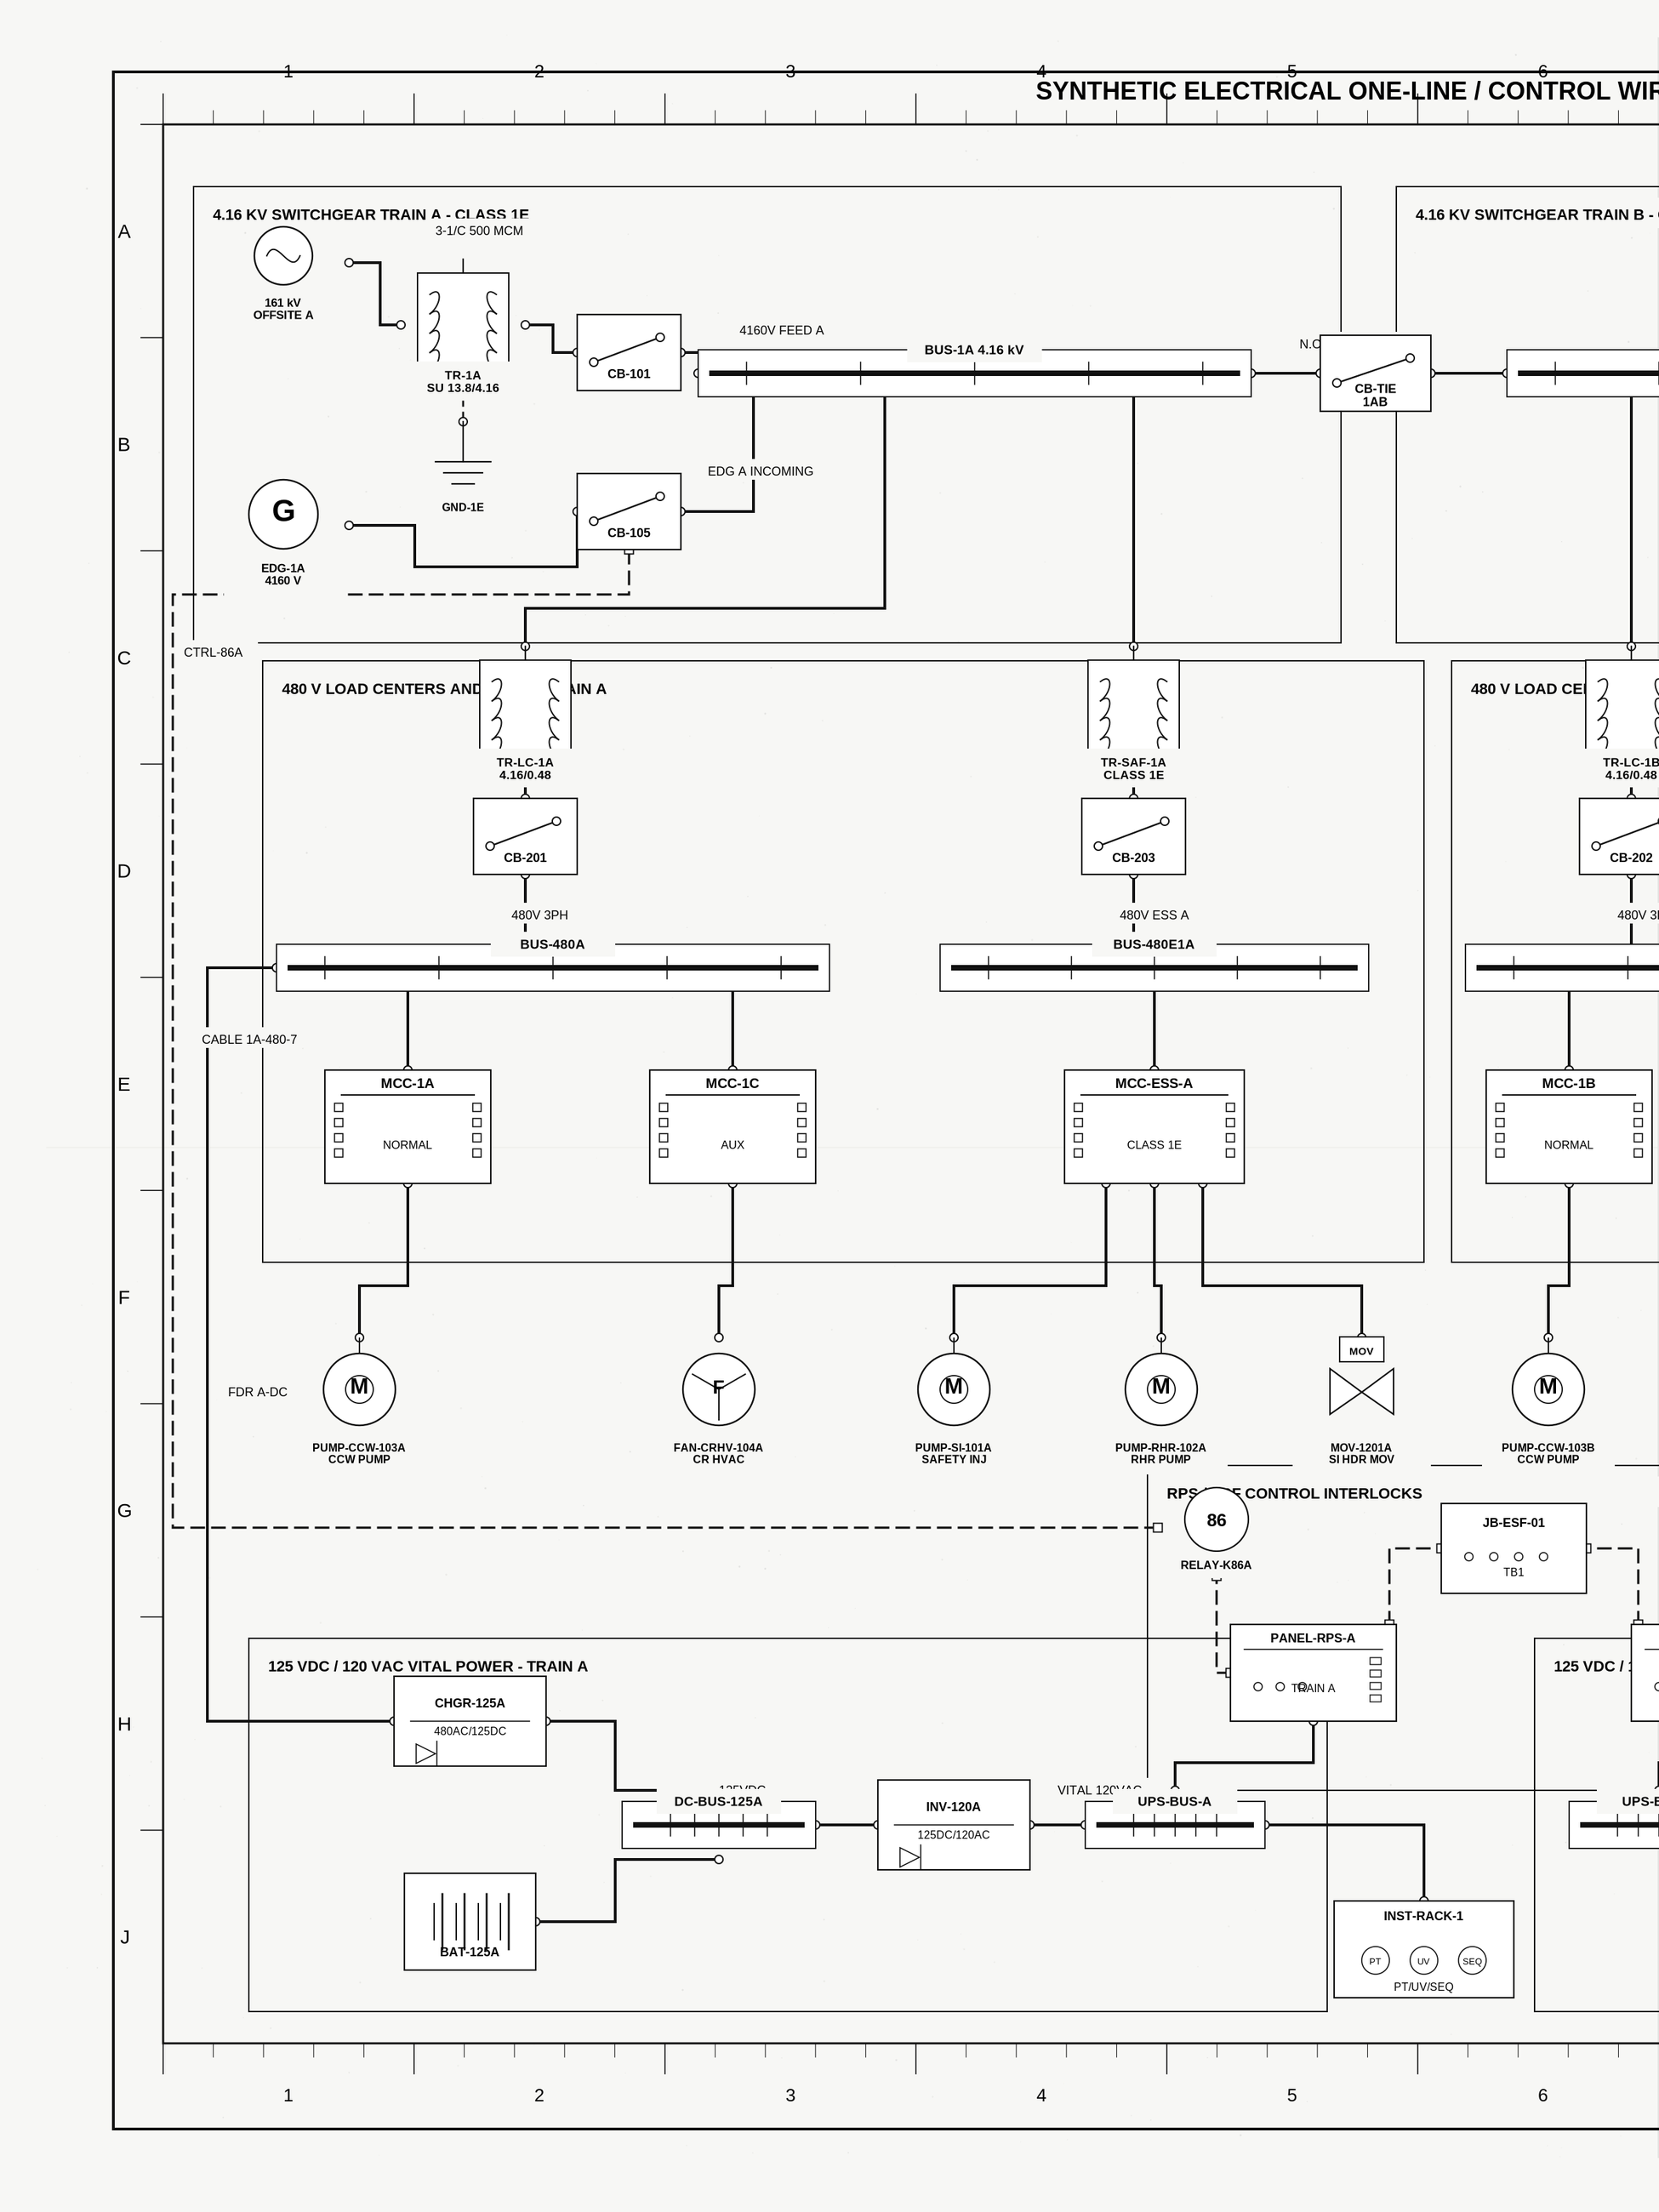 1 2 3 4 5 6
SYNTHETIC ELECTRICAL ONE-LINE / CONTROL
A
4.16 KV SWITCHGEAR TRAIN A - CLASS 1E
4.16 KV SWITCHGEAR TRAIN B -
3-1/C 500 MCM
161 kV
OFFSITE A
4160V FEED A
BUS-1A 4.16 kV
CB-101
TR-1A
SU 13.8/4.16
CB-TIE
1AB
B
EDG A INCOMING
G
GND-1E
CB-105
EDG-1A
4160 V
C
CTRL-86A
480 V LOAD CENTERS
480 V LOAD
TR-LC-1A
4.16/0.48
TR-SAF-1A
CLASS 1E
TR-LC-1B
4.16/0.48
CB-201
CB-203
CB-202
D
480V 3PH
480V ESS A
480V
BUS-480A
BUS-480E1A
CABLE 1A-480-7
E
MCC-1A
MCC-1C
MCC-ESS-A
MCC-1B
NORMAL
AUX
CLASS 1E
NORMAL
F
MOV
FDR A-DC
M
F
M
M
M
PUMP-CCW-103A
CCW PUMP
FAN-CRHV-104A
CR HVAC
PUMP-SI-101A
SAFETY INJ
PUMP-RHR-102A
RHR PUMP
MOV-1201A
SI HDR MOV
PUMP-CCW-103B
CCW PUMP
G
CONTROL INTERLOCKS
86
RELAY-K86A
JB-ESF-01
TB1
PANEL-RPS-A
TRAIN A
125 VDC / 120 VAC VITAL POWER - TRAIN A
125 VDC /
H
CHGR-125A
480AC/125DC
125VDC
DC-BUS-125A
INV-120A
125DC/120AC
VITAL 120VAC
UPS-BUS-A
J
BAT-125A
INST-RACK-1
PT UV SEQ
PT/UV/SEQ
1 2 3 4 5 6